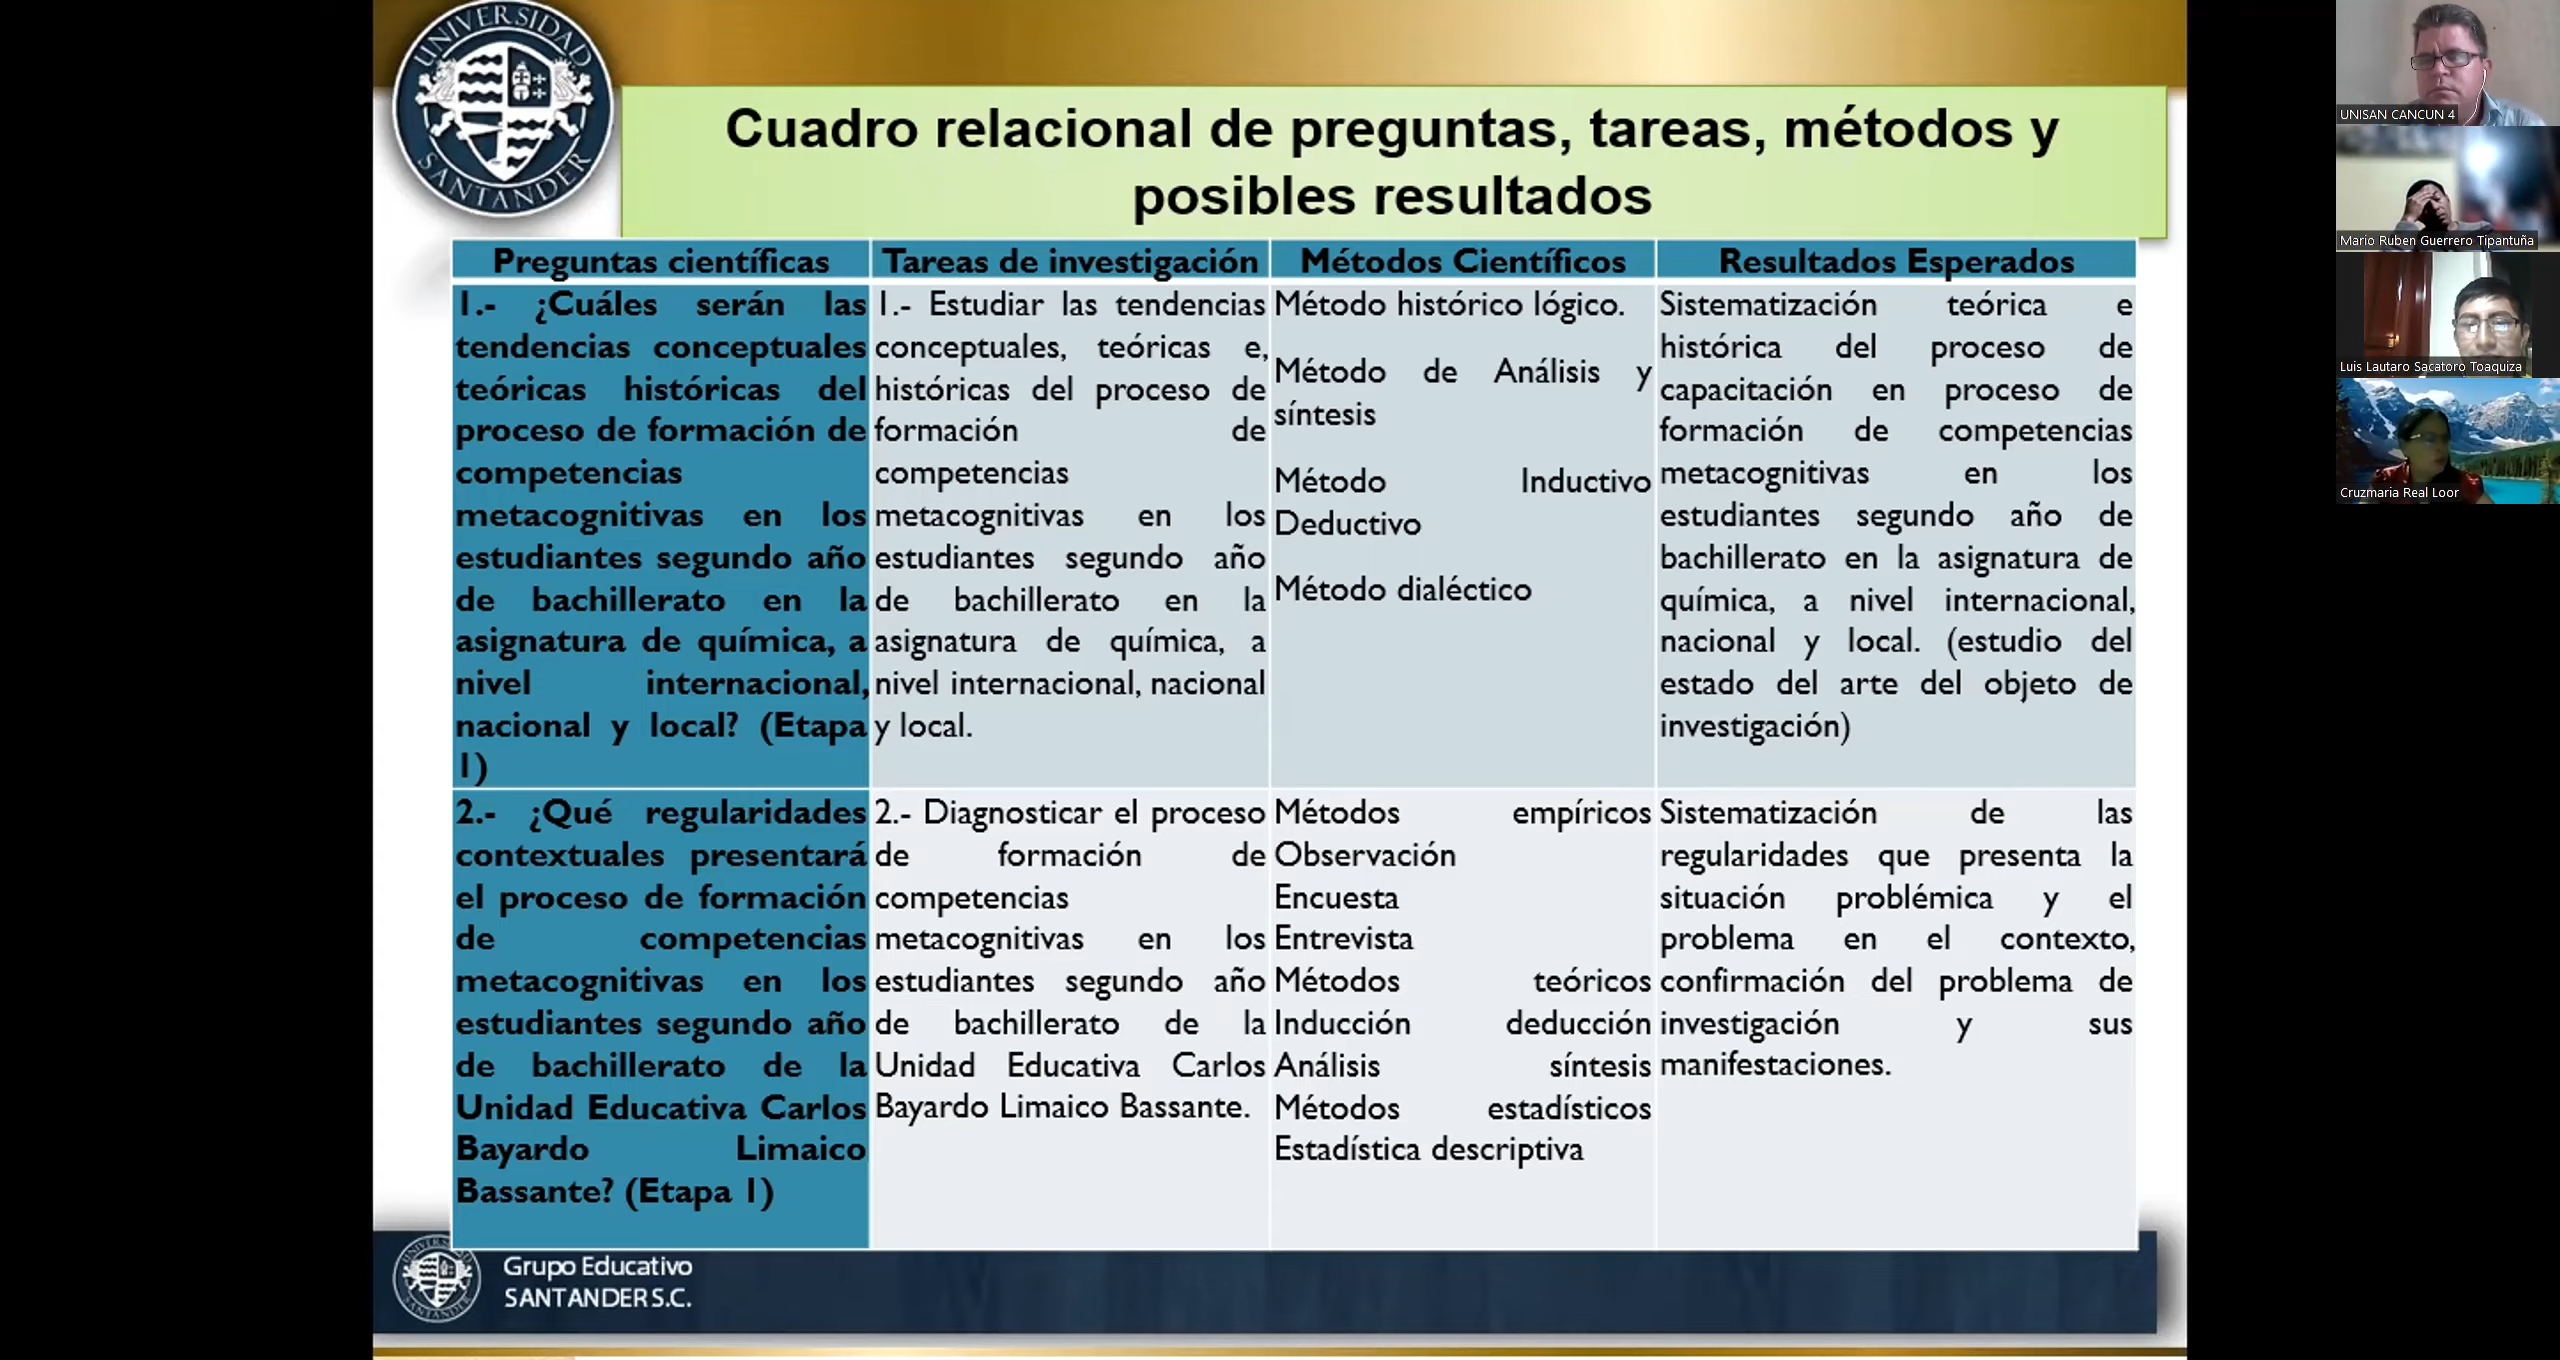 UNIVERSIDAD
SANTANDER
Cuadro relacional de preguntas, tareas, métodos y
posibles resultados
Preguntas científicas
Tareas de investigación
Métodos Científicos
Resultados Esperados
1.- ¿Cuáles serán las
tendencias conceptuales
teóricas históricas del
proceso de formación de
competencias
metacognitivas en los
estudiantes segundo año
de bachillerato en la
asignatura de química, a
nivel internacional,
nacional y local? (Etapa
1)
1.- Estudiar las tendencias
conceptuales, teóricas e,
históricas del proceso de
formación de
competencias
metacognitivas en los
estudiantes segundo año
de bachillerato en la
asignatura de química, a
nivel internacional, nacional
y local.
Método histórico lógico.
Método de Análisis y
síntesis
Método Inductivo
Deductivo
Método dialéctico
Sistematización teórica e
histórica del proceso de
capacitación en proceso de
formación de competencias
metacognitivas en los
estudiantes segundo año de
bachillerato en la asignatura de
química, a nivel internacional,
nacional y local. (estudio del
estado del arte del objeto de
investigación)
2.- ¿Qué regularidades
contextuales presentará
el proceso de formación
de competencias
metacognitivas en los
estudiantes segundo año
de bachillerato de la
Unidad Educativa Carlos
Bayardo Limaico
Bassante? (Etapa 1)
2.- Diagnosticar el proceso
de formación de
competencias
metacognitivas en los
estudiantes segundo año
de bachillerato de la
Unidad Educativa Carlos
Bayardo Limaico Bassante.
Métodos empíricos
Observación
Encuesta
Entrevista
Métodos teóricos
Inducción deducción
Análisis síntesis
Métodos estadísticos
Estadística descriptiva
Sistematización de las
regularidades que presenta la
situación problémica y el
problema en el contexto,
confirmación del problema de
investigación y sus
manifestaciones.
Grupo Educativo
SANTANDER S.C.
UNISAN CANCUN 4
Mario Ruben Guerrero Tipantuña
Luis Lautaro Sacatoro Toaquiza
Cruzmaria Real Loor